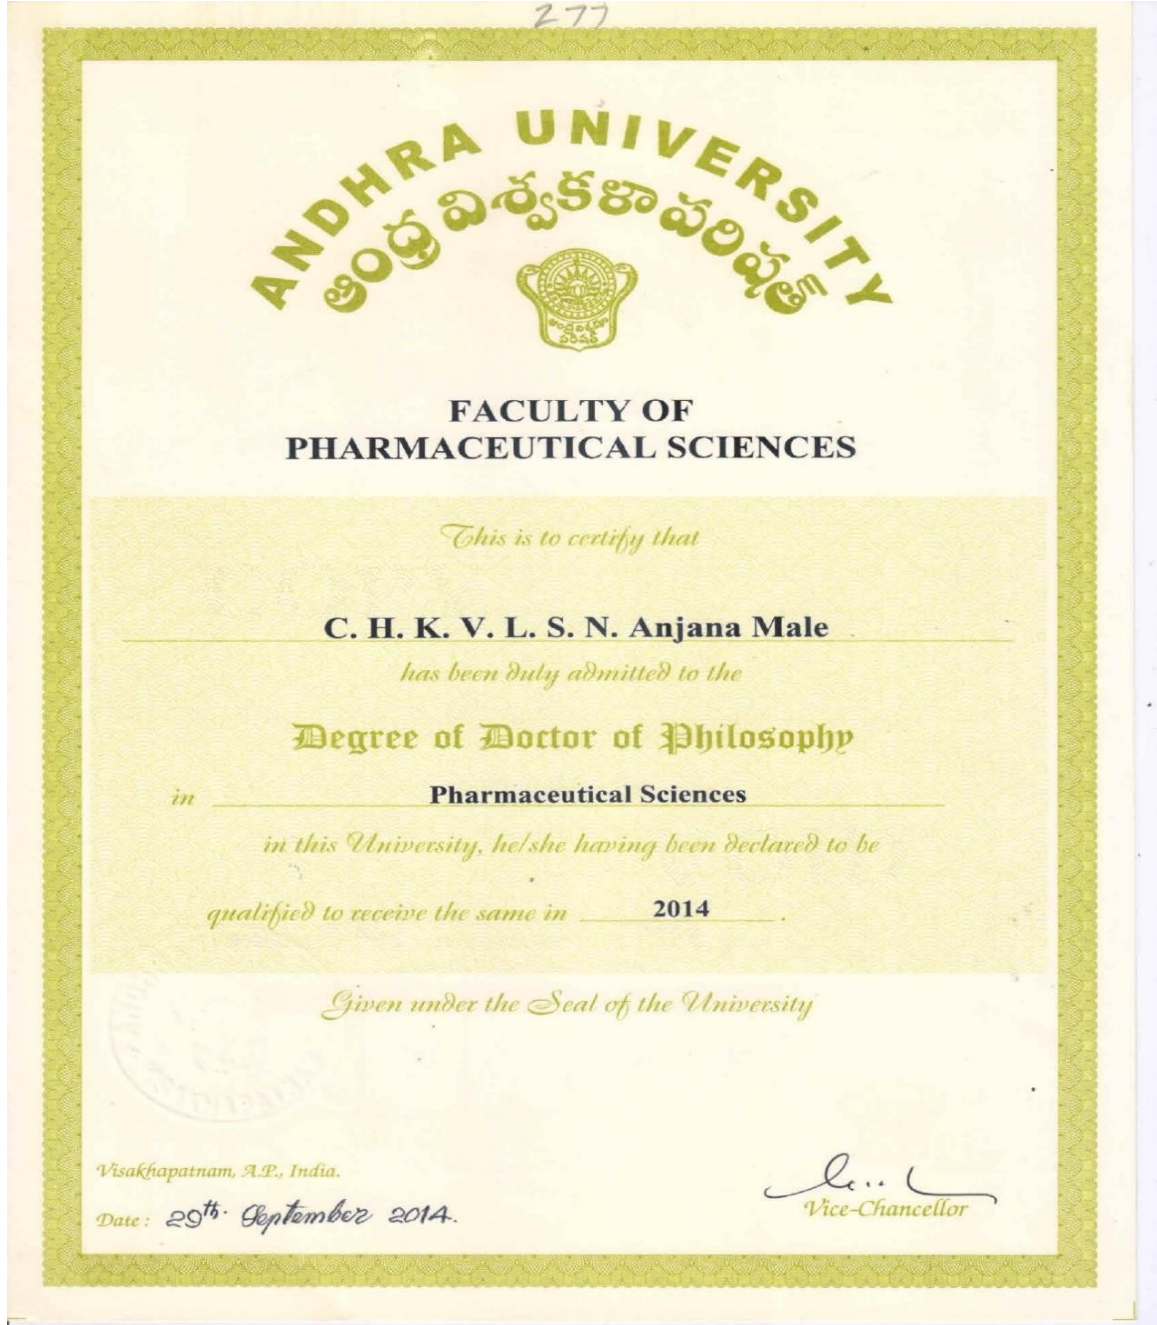 277
ANDHRA UNIVERSITY
ఆంధ్ర విశ్వకళా పరిషత్
ఆంధ్ర విశ్వకళా
పరిషత్
FACULTY OF
PHARMACEUTICAL SCIENCES
This is to certify that
C. H. K. V. L. S. N. Anjana Male
has been duly admitted to the
Degree of Doctor of Philosophy
in Pharmaceutical Sciences
in this University, he/she having been declared to be
qualified to receive the same in 2014.
Given under the Seal of the University
Visakhapatnam, A.P., India.
Date: 29th. September 2014.
Vice-Chancellor